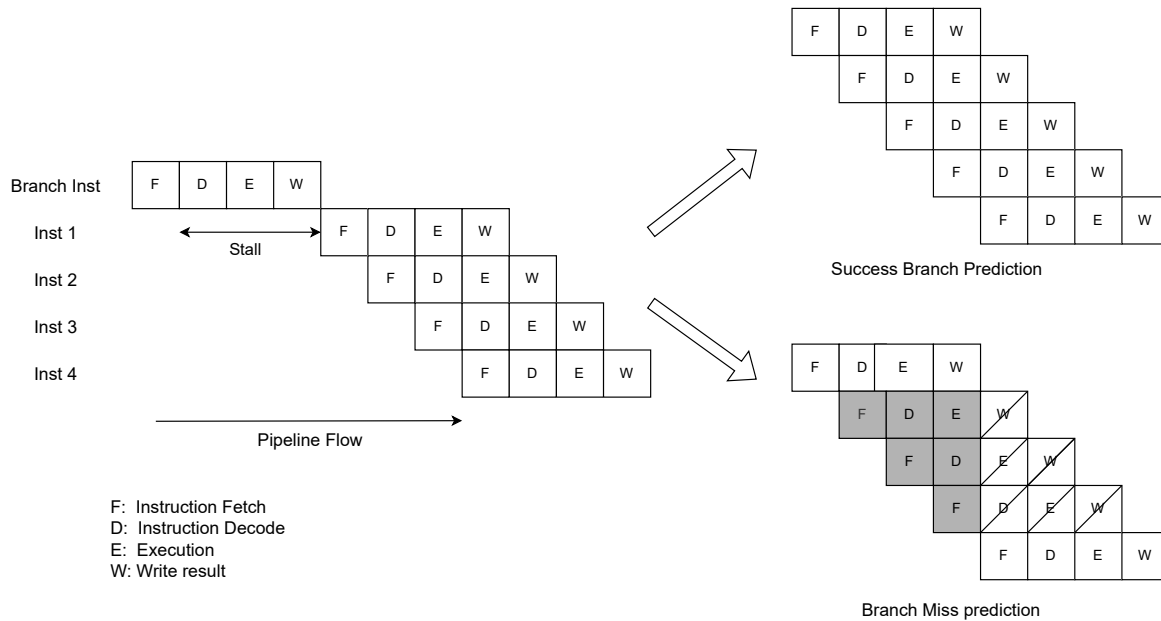 F D E W
F D E W
F D E W
F D E W
F D E W
Success Branch Prediction
Branch Inst F D E W
Inst 1 F D E W
Stall
Inst 2 F D E W
Inst 3 F D E W
Inst 4 F D E W
Pipeline Flow
F: Instruction Fetch
D: Instruction Decode
E: Execution
W: Write result
F D E W
F D E W
F D E W
F D E W
F D E W
Branch Miss prediction